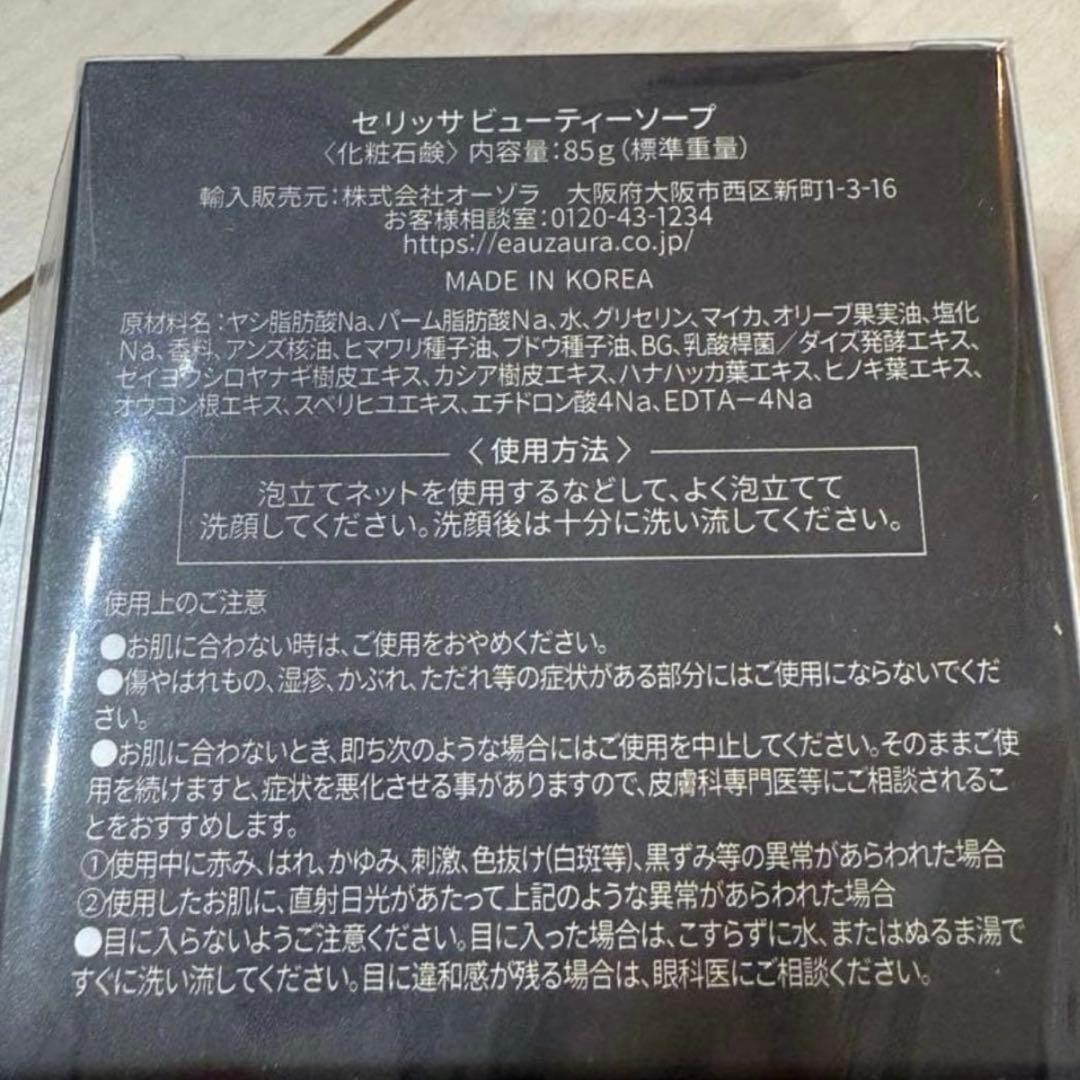 セリッサ ビューティーソープ
〈化粧石鹸〉内容量:85g(標準重量)
輸入販売元:株式会社オーゾラ 大阪府大阪市西区新町1-3-16
お客様相談室:0120-43-1234
https://eauzaura.co.jp/
MADE IN KOREA
原材料名:ヤシ脂肪酸Na、パーム脂肪酸Na、水、グリセリン、マイカ、オリーブ果実油、塩化
Na、香料、アンズ核油、ヒマワリ種子油、ブドウ種子油、BG、乳酸桿菌/ダイズ発酵エキス、
セイヨウシロヤナギ樹皮エキス、カシア樹皮エキス、ハナハッカ葉エキス、ヒノキ葉エキス、
オウコン根エキス、スベリヒユエキス、エチドロン酸4Na、EDTA-4Na
〈使用方法〉
泡立てネットを使用するなどして、よく泡立てて
洗顔してください。洗顔後は十分に洗い流してください。
使用上のご注意
●お肌に合わない時は、ご使用をおやめください。
●傷やはれもの、湿疹、かぶれ、ただれ等の症状がある部分にはご使用にならないでくだ
さい。
●お肌に合わないとき、即ち次のような場合にはご使用を中止してください。そのままご使
用を続けますと、症状を悪化させる事がありますので、皮膚科専門医等にご相談されるこ
とをおすすめします。
①使用中に赤み、はれ、かゆみ、刺激、色抜け(白斑等)、黒ずみ等の異常があらわれた場合
②使用したお肌に、直射日光があたって上記のような異常があらわれた場合
●目に入らないようご注意ください。目に入った場合は、こすらずに水、またはぬるま湯で
すぐに洗い流してください。目に違和感が残る場合は、眼科医にご相談ください。